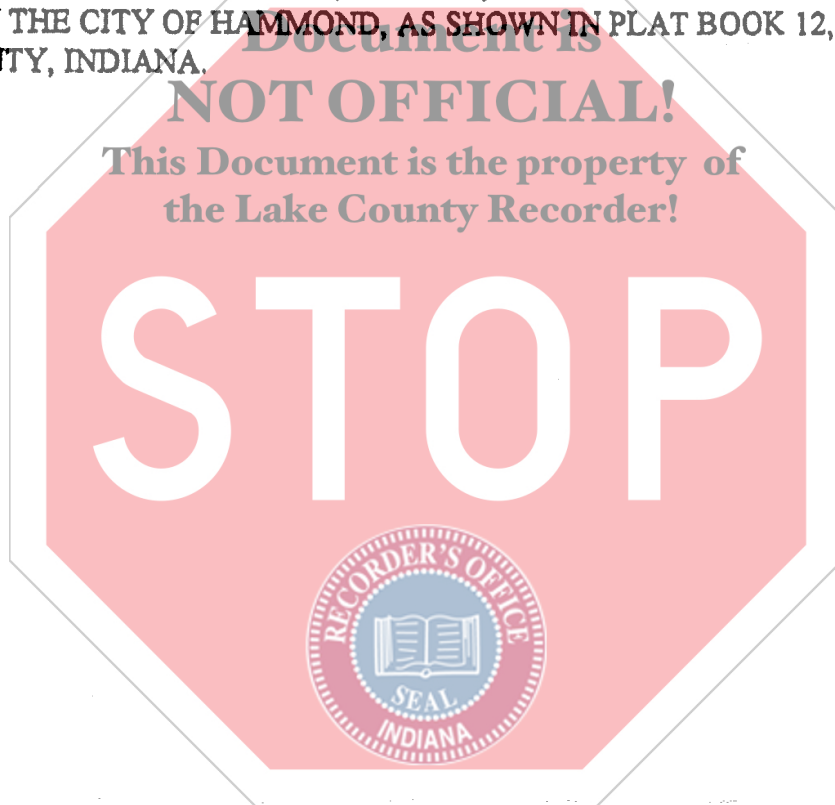 THE CITY OF HAMMOND, AS SHOWN IN PLAT BOOK 12,
TY, INDIANA.
Document is
NOT OFFICIAL!
This Document is the property of
the Lake County Recorder!
STOP
RECORDER'S OFFICE
SEAL
INDIANA